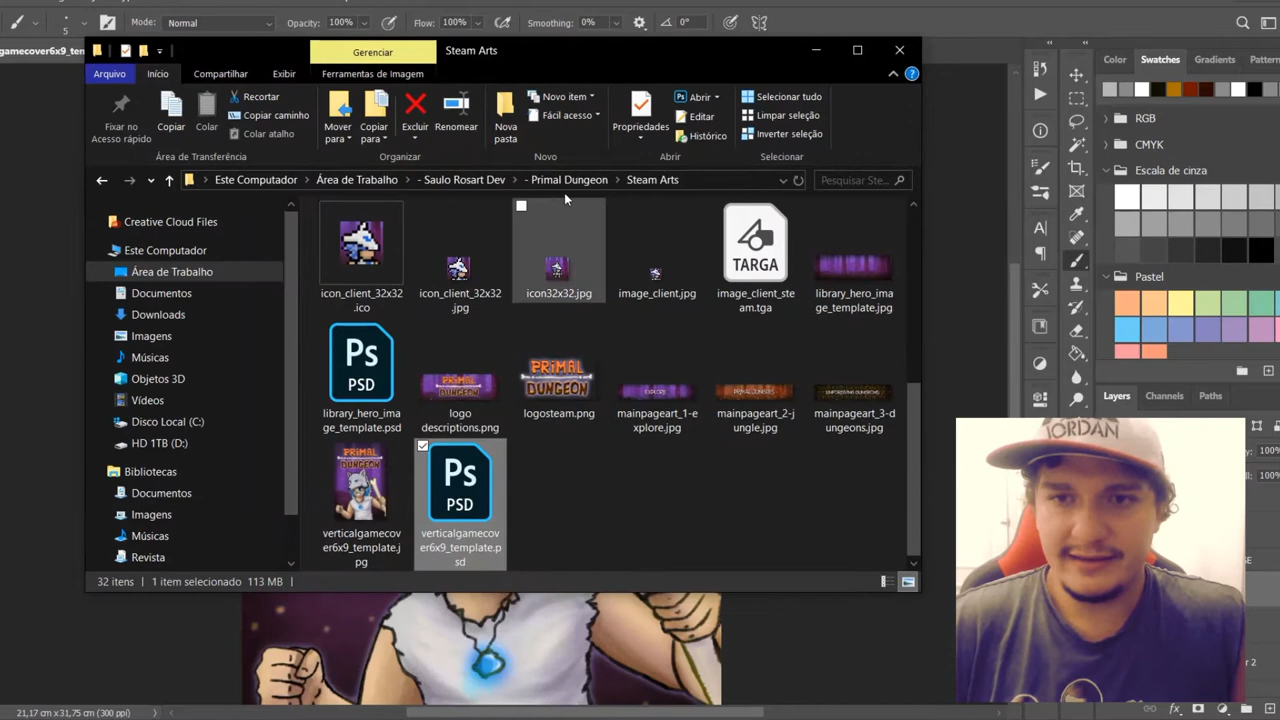 Mode: Normal Opacity: 100% Flow: 100% Smoothing: 0% 0°
5
Gerenciar Steam Arts
Arquivo Início Compartilhar Exibir Ferramentas de Imagem
Fixar no
Acesso rápido
Copiar
Colar
Recortar
Copiar caminho
Colar atalho
Área de Transferência
Mover
para
Copiar
para
Excluir
Renomear
Organizar
Nova
pasta
Novo item
Fácil acesso
Novo
Propriedades
Abrir
Editar
Histórico
Abrir
Selecionar tudo
Limpar seleção
Inverter seleção
Selecionar
Este Computador Área de Trabalho - Saulo Rosart Dev - Primal Dungeon Steam Arts
Pesquisar Ste...
Creative Cloud Files
Este Computador
Área de Trabalho
Documentos
Downloads
Imagens
Músicas
Objetos 3D
Vídeos
Disco Local (C:)
HD 1TB (D:)
Bibliotecas
Documentos
Imagens
Músicas
Revista
icon_client_32x32
.ico
icon_client_32x32
.jpg
icon32x32.jpg
image_client.jpg
TARGA
image_client_ste
am.tga
library_hero_ima
ge_template.jpg
Ps
PSD
library_hero_ima
ge_template.psd
PRIMAL
DUNGEON
logo
descriptions.png
PRIMAL
DUNGEON
logosteam.png
EXPLORE
mainpageart_1-e
xplore.jpg
mainpageart_2-j
ungle.jpg
mainpageart_3-d
ungeons.jpg
PRIMAL
DUNGEON
verticalgamecov
er6x9_template.j
pg
Ps
PSD
verticalgamecov
er6x9_template.p
sd
32 itens 1 item selecionado 113 MB
Color Swatches Gradients
RGB
CMYK
Escala de cinza
Pastel
Layers Channels Paths
JORDAN
21,17 cm x 31,75 cm (300 ppi)